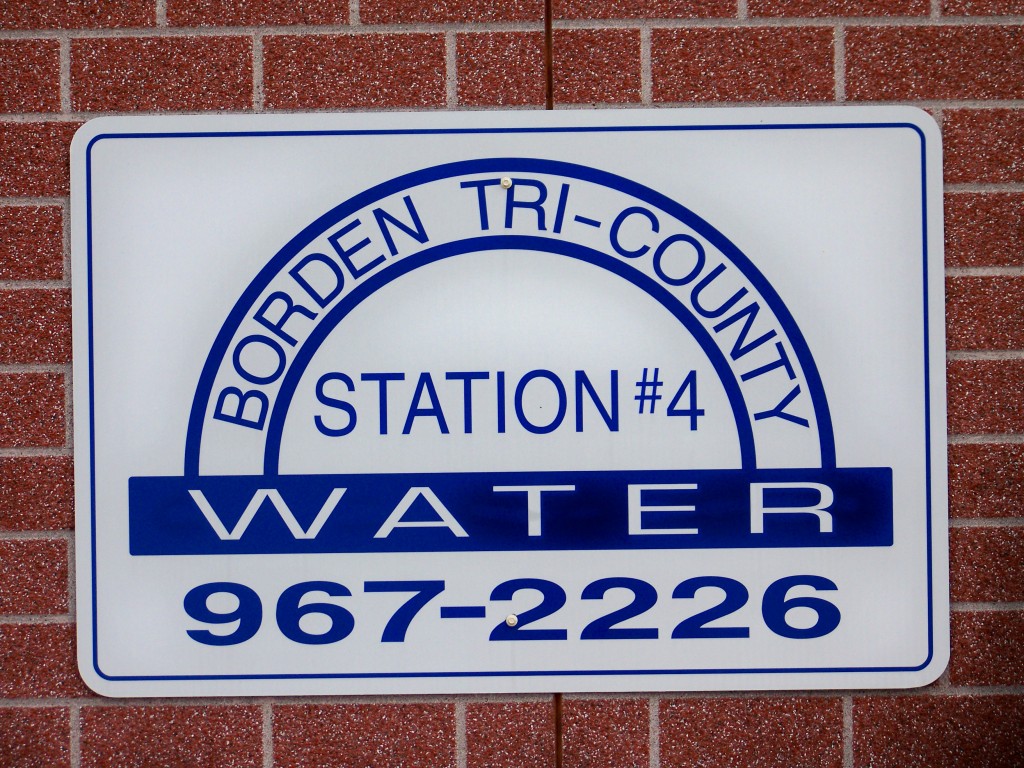 BORDEN TRI-COUNTY
STATION #4
WATER
967-2226